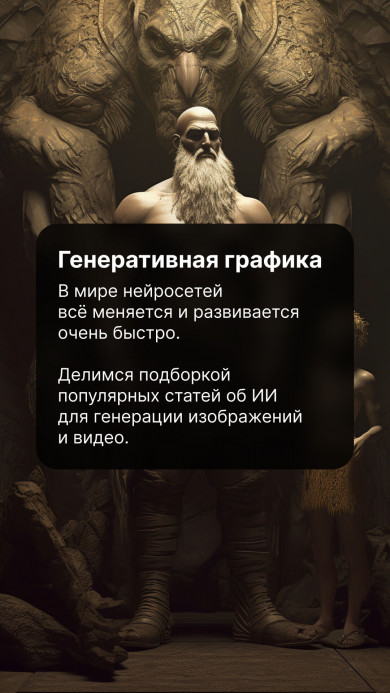 Генеративная графика
В мире нейросетей
всё меняется и развивается
очень быстро.
Делимся подборкой
популярных статей об ИИ
для генерации изображений
и видео.